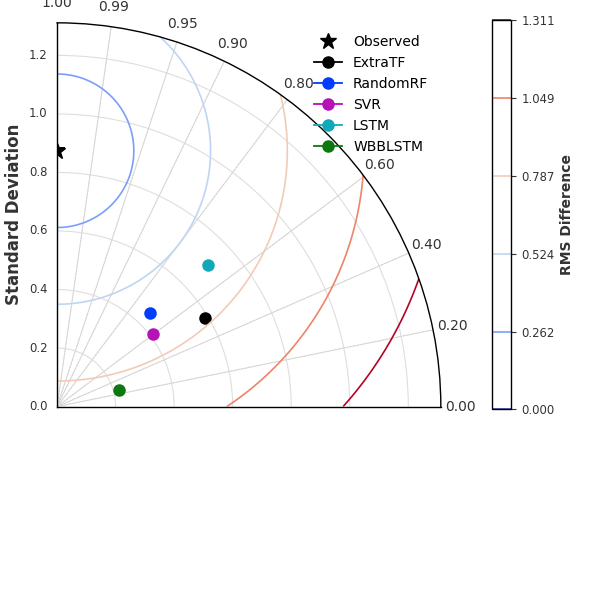 1.00
0.99
0.95
0.90
0.80
0.60
0.40
0.20
0.00
Observed
ExtraTF
RandomRF
SVR
LSTM
WBBLSTM
Standard Deviation
1.2
1.0
0.8
0.6
0.4
0.2
0.0
1.311
1.049
0.787
0.524
0.262
0.000
RMS Difference